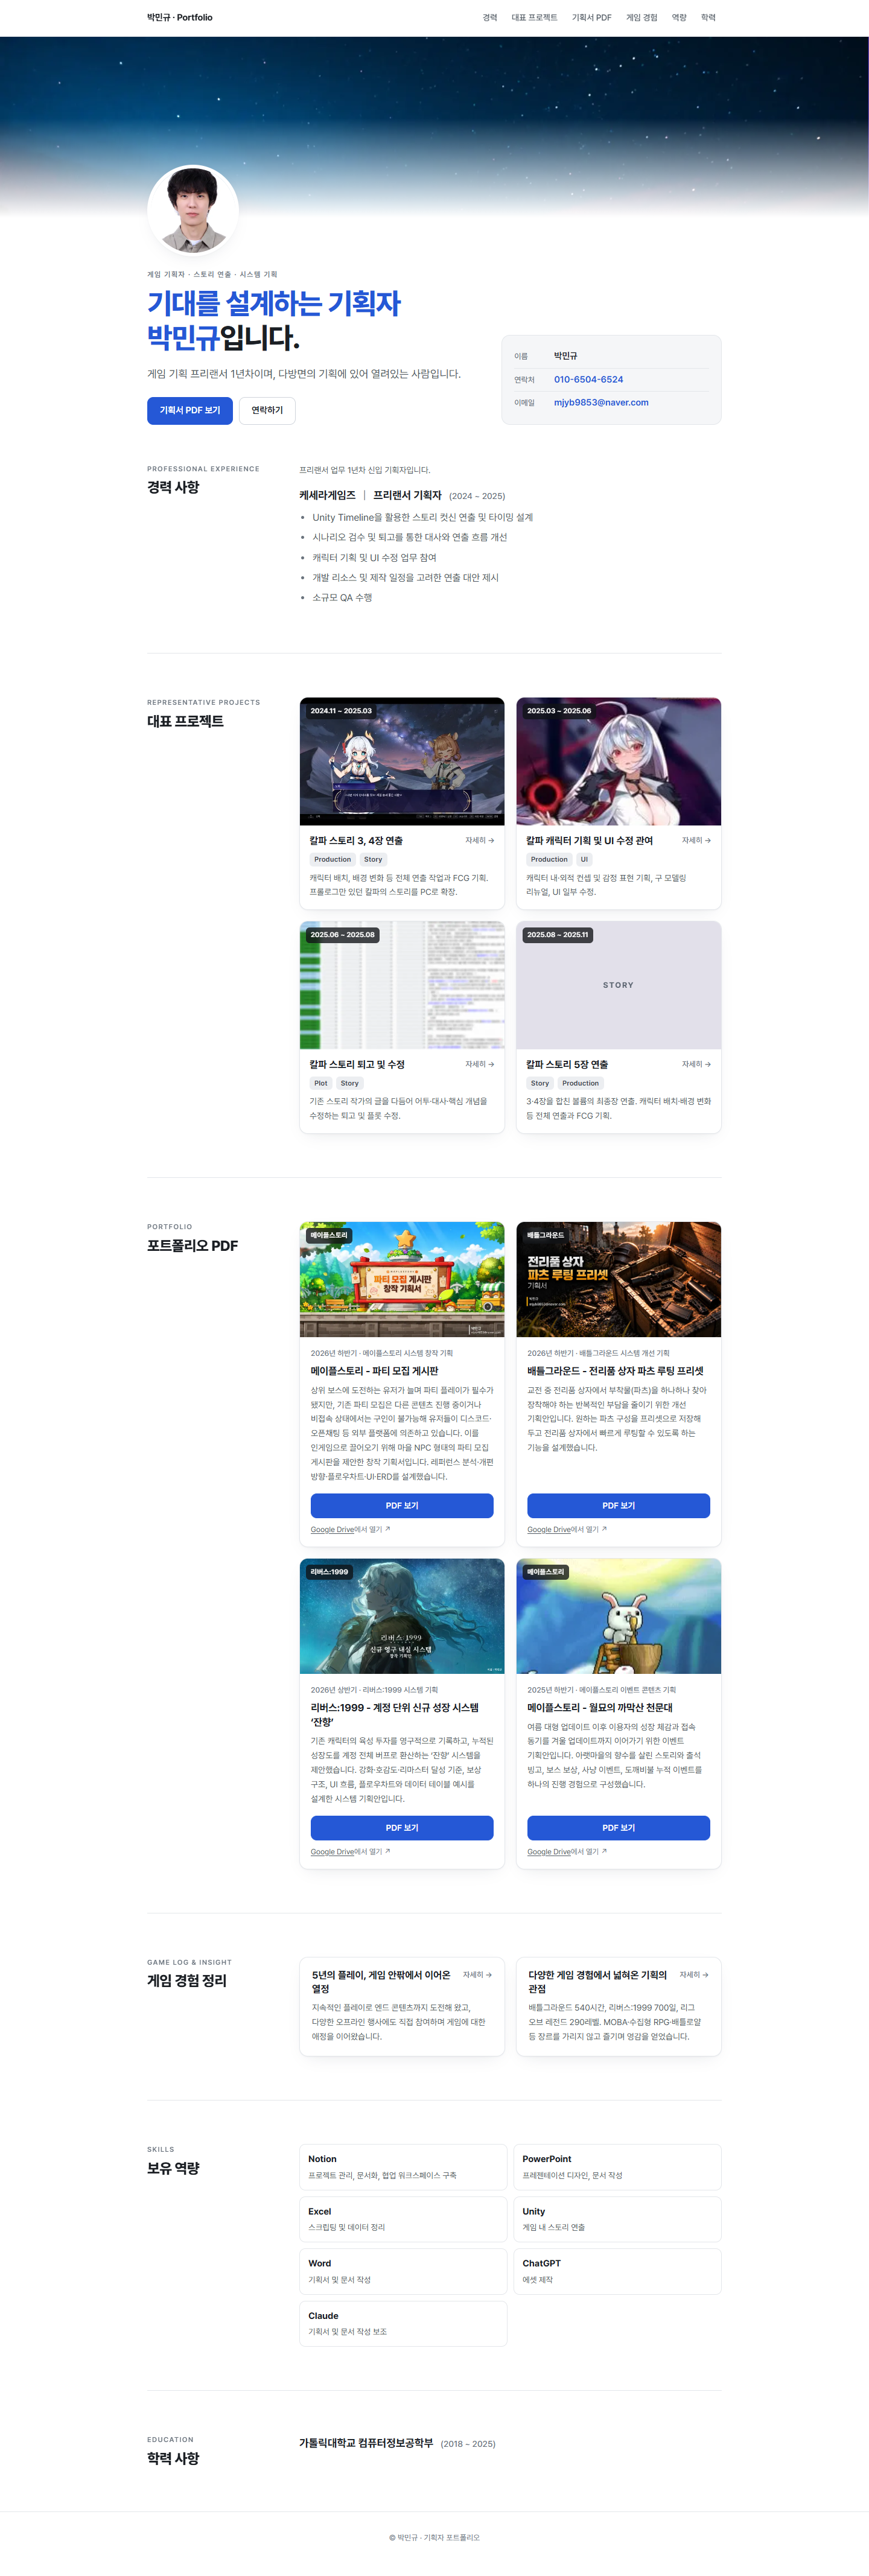 박민규 · Portfolio
경력 대표 프로젝트 기획서 PDF 게임 경험 역량 학력
게임 기획자 · 스토리 연출 · 시스템 기획
기대를 설계하는 기획자
박민규입니다.
게임 기획 프리랜서 1년차이며, 다방면의 기획에 있어 열려있는 사람입니다.
기획서 PDF 보기 연락하기
이름 박민규
연락처 010-6504-6524
이메일 mjyb9853@naver.com
PROFESSIONAL EXPERIENCE
경력 사항
프리랜서 업무 1년차 신입 기획자입니다.
케세라게임즈 | 프리랜서 기획자 (2024 ~ 2025)
• Unity Timeline을 활용한 스토리 컷신 연출 및 타이밍 설계
• 시나리오 검수 및 퇴고를 통한 대사와 연출 흐름 개선
• 캐릭터 기획 및 UI 수정 업무 참여
• 개발 리소스 및 제작 일정을 고려한 연출 대안 제시
• 소규모 QA 수행
REPRESENTATIVE PROJECTS
대표 프로젝트
2024.11 ~ 2025.03
칼파 스토리 3, 4장 연출 자세히 →
Production Story
캐릭터 배치, 배경 변화 등 전체 연출 작업과 FCG 기획.
프롤로그만 있던 칼파의 스토리를 PC로 확장.
2025.03 ~ 2025.06
칼파 캐릭터 기획 및 UI 수정 관여 자세히 →
Production UI
캐릭터 내·외적 컨셉 및 감정 표현 기획, 구 모델링
리뉴얼, UI 일부 수정.
2025.06 ~ 2025.08
칼파 스토리 퇴고 및 수정 자세히 →
Plot Story
기존 스토리 작가의 글을 다듬어 어투·대사·핵심 개념을
수정하는 퇴고 및 플롯 수정.
2025.08 ~ 2025.11
STORY
칼파 스토리 5장 연출 자세히 →
Story Production
3·4장을 합친 볼륨의 최종장 연출. 캐릭터 배치·배경 변화
등 전체 연출과 FCG 기획.
PORTFOLIO
포트폴리오 PDF
메이플스토리
파티 모집 게시판
창작 기획서
2026년 하반기 · 메이플스토리 시스템 창작 기획
메이플스토리 - 파티 모집 게시판
상위 보스에 도전하는 유저가 늘며 파티 플레이가 필수가
됐지만, 기존 파티 모집은 다른 콘텐츠 진행 중이거나
비접속 상태에서는 구인이 불가능해 유저들이 디스코드·
오픈채팅 등 외부 플랫폼에 의존하고 있습니다. 이를
인게임으로 끌어오기 위해 마을 NPC 형태의 파티 모집
게시판을 제안한 창작 기획서입니다. 레퍼런스 분석·개편
방향·플로우차트·UI·ERD를 설계했습니다.
PDF 보기
Google Drive에서 열기 ↗
배틀그라운드
전리품 상자
파츠 루팅 프리셋
기획서
2026년 하반기 · 배틀그라운드 시스템 개선 기획
배틀그라운드 - 전리품 상자 파츠 루팅 프리셋
교전 중 전리품 상자에서 부착물(파츠)을 하나하나 찾아
장착해야 하는 반복적인 부담을 줄이기 위한 개선
기획안입니다. 원하는 파츠 구성을 프리셋으로 저장해
두고 전리품 상자에서 빠르게 루팅할 수 있도록 하는
기능을 설계했습니다.
PDF 보기
Google Drive에서 열기 ↗
리버스:1999
리버스: 1999
신규 영구 내실 시스템
창작 기획안
2026년 상반기 · 리버스:1999 시스템 기획
리버스:1999 - 계정 단위 신규 성장 시스템
‘잔향’
기존 캐릭터의 육성 투자를 영구적으로 기록하고, 누적된
성장도를 계정 전체 버프로 환산하는 ‘잔향’ 시스템을
제안했습니다. 강화·호감도·리마스터 달성 기준, 보상
구조, UI 흐름, 플로우차트와 데이터 테이블 예시를
설계한 시스템 기획안입니다.
PDF 보기
Google Drive에서 열기 ↗
메이플스토리
2025년 하반기 · 메이플스토리 이벤트 콘텐츠 기획
메이플스토리 - 월묘의 까막산 천문대
여름 대형 업데이트 이후 이용자의 성장 체감과 접속
동기를 겨울 업데이트까지 이어가기 위한 이벤트
기획안입니다. 아랫마을의 향수를 살린 스토리와 출석
빙고, 보스 보상, 사냥 이벤트, 도깨비불 누적 이벤트를
하나의 진행 경험으로 구성했습니다.
PDF 보기
Google Drive에서 열기 ↗
GAME LOG & INSIGHT
게임 경험 정리
5년의 플레이, 게임 안팎에서 이어온 자세히 →
열정
지속적인 플레이로 엔드 콘텐츠까지 도전해 왔고,
다양한 오프라인 행사에도 직접 참여하며 게임에 대한
애정을 이어왔습니다.
다양한 게임 경험에서 넓혀온 기획의 자세히 →
관점
배틀그라운드 540시간, 리버스:1999 700일, 리그
오브 레전드 290레벨. MOBA·수집형 RPG·배틀로얄
등 장르를 가리지 않고 즐기며 영감을 얻었습니다.
SKILLS
보유 역량
Notion
프로젝트 관리, 문서화, 협업 워크스페이스 구축
PowerPoint
프레젠테이션 디자인, 문서 작성
Excel
스크립팅 및 데이터 정리
Unity
게임 내 스토리 연출
Word
기획서 및 문서 작성
ChatGPT
에셋 제작
Claude
기획서 및 문서 작성 보조
EDUCATION
학력 사항
가톨릭대학교 컴퓨터정보공학부 (2018 ~ 2025)
© 박민규 · 기획자 포트폴리오